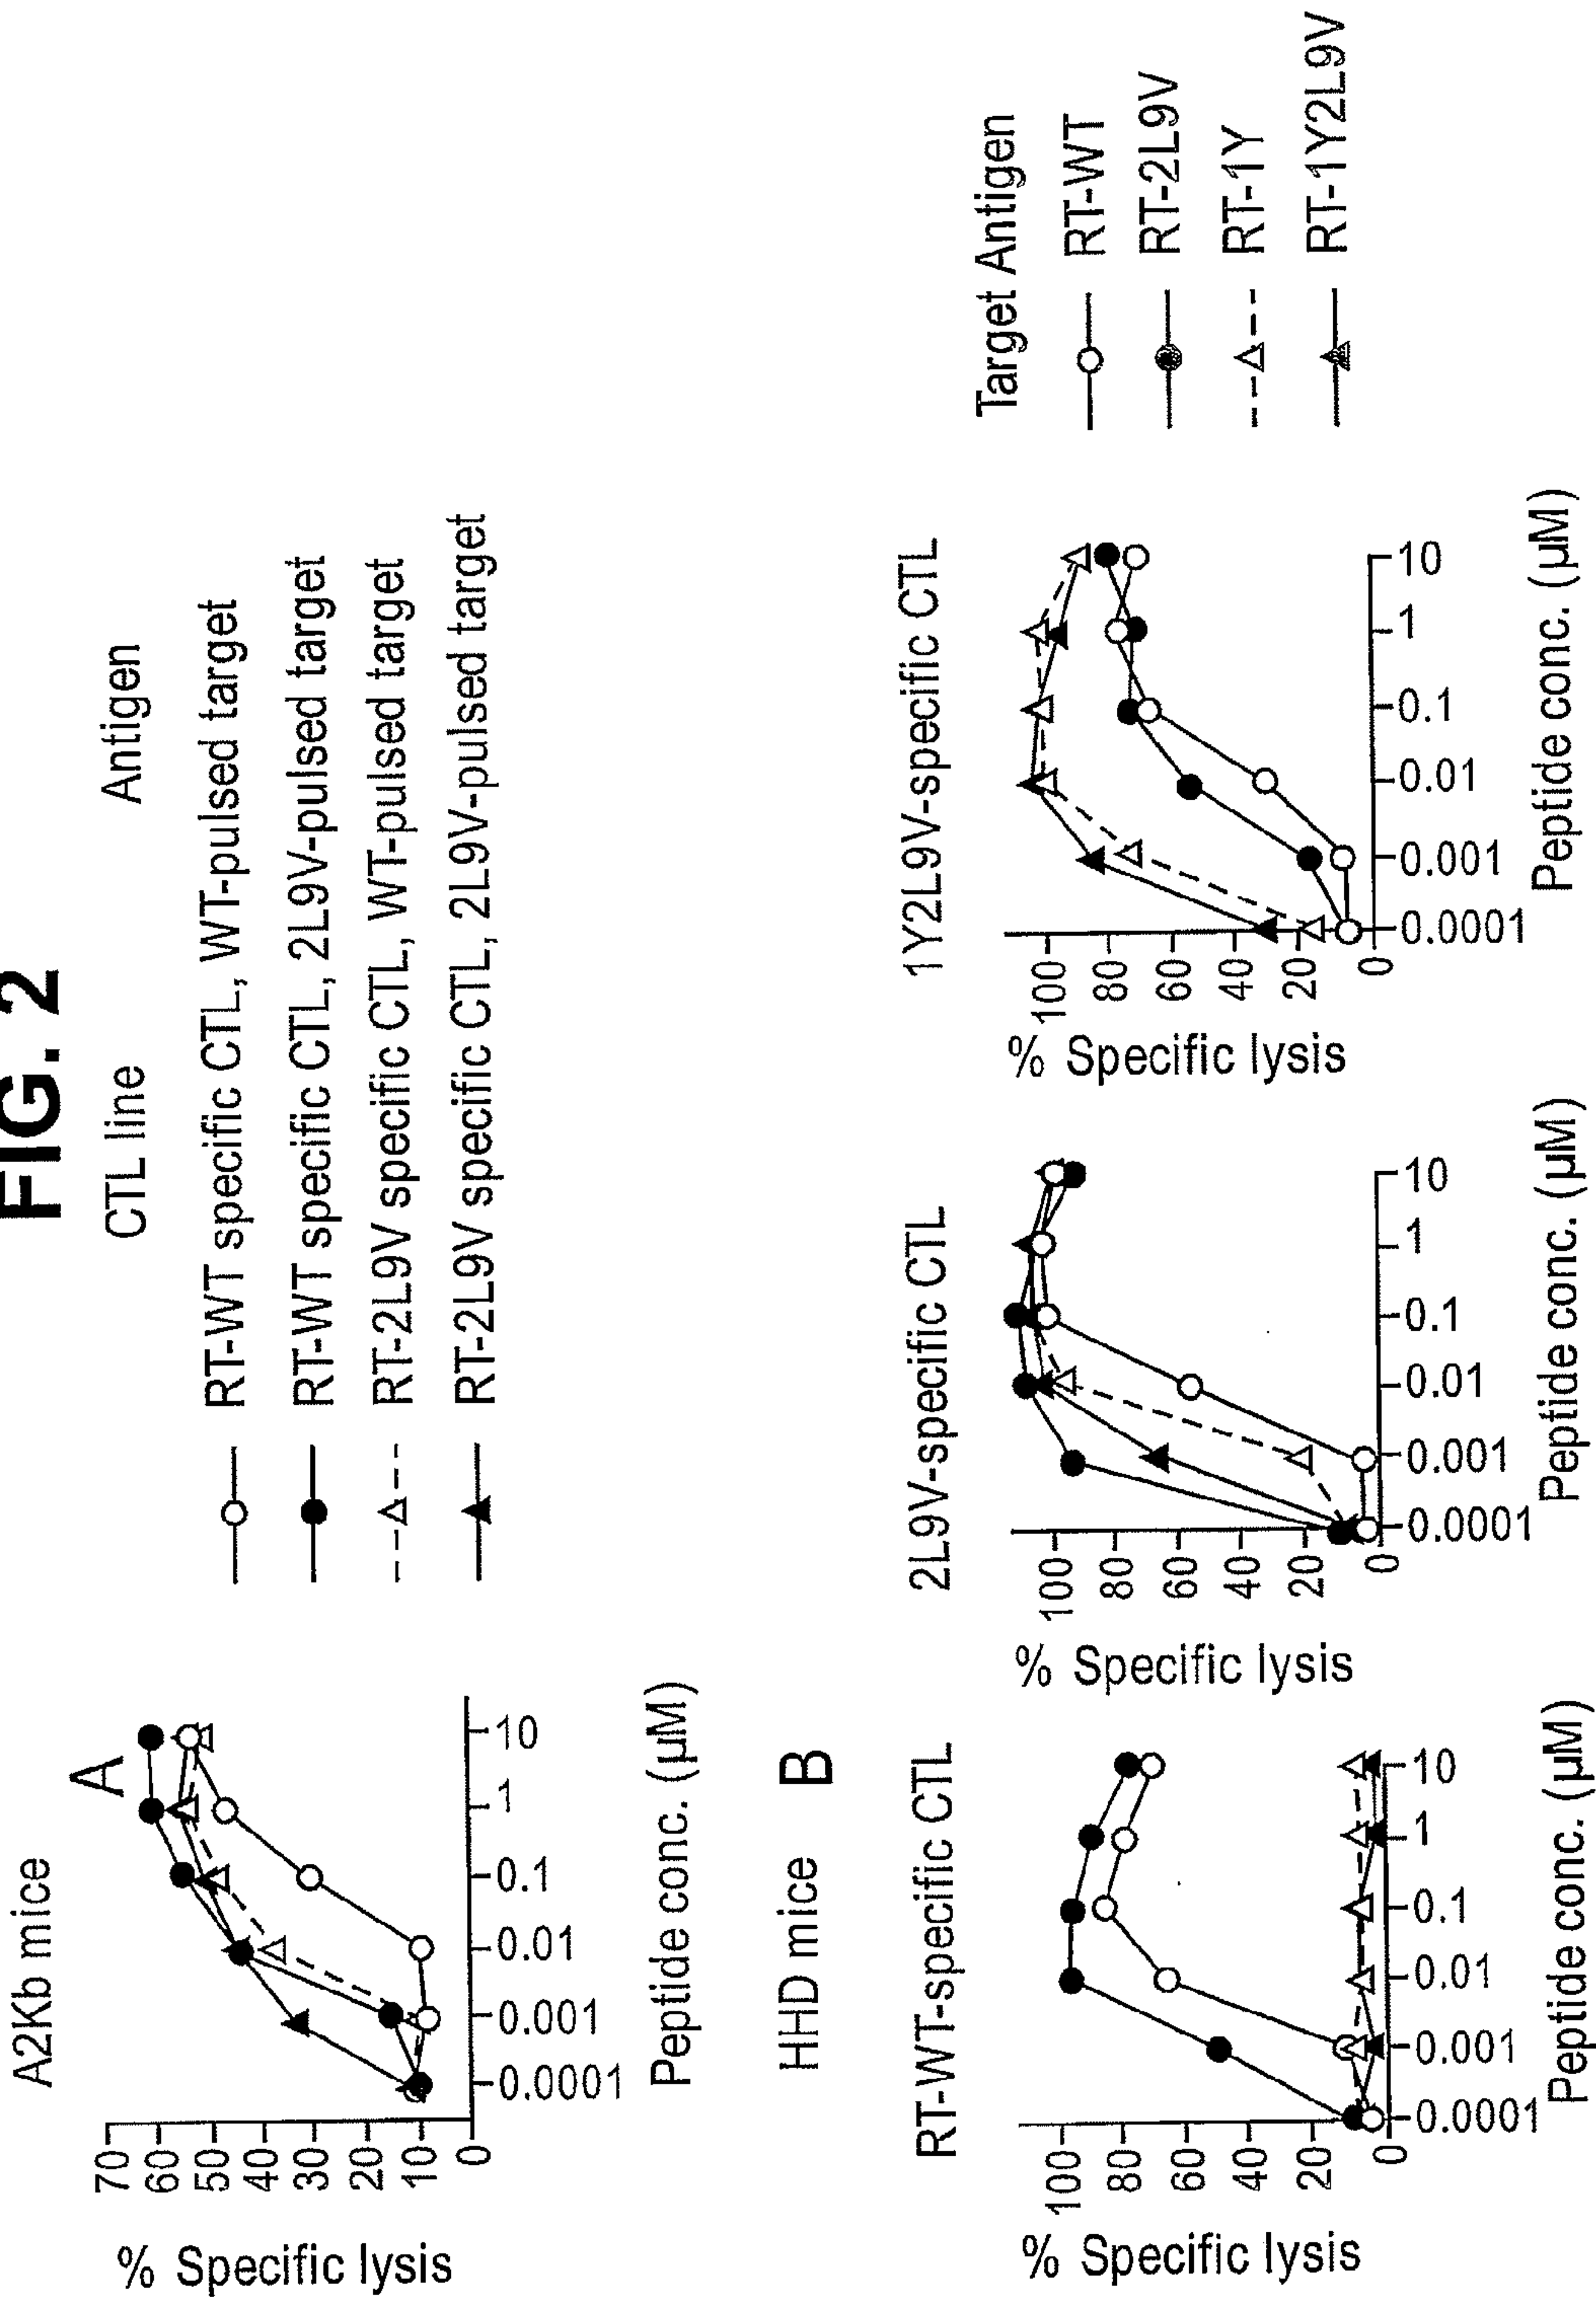 FIG. 2
A2Kb mice
A
% Specific lysis
70
60
50
40
30
20
10
0
0.0001
0.001
0.01
0.1
1
10
Peptide conc. (µM)
CTL line Antigen
RT-WT specific CTL, WT-pulsed target
RT-WT specific CTL, 2L9V-pulsed target
RT-2L9V specific CTL, WT-pulsed target
RT-2L9V specific CTL, 2L9V-pulsed target
HHD mice
B
RT-WT-specific CTL
% Specific lysis
100
80
60
40
20
0
0.0001
0.001
0.01
0.1
1
10
Peptide conc. (µM)
2L9V-specific CTL
% Specific lysis
100
80
60
40
20
0
0.0001
0.001
0.01
0.1
1
10
Peptide conc. (µM)
1Y2L9V-specific CTL
% Specific lysis
100
80
60
40
20
0
0.0001
0.001
0.01
0.1
1
10
Peptide conc. (µM)
Target Antigen
RT-WT
RT-2L9V
RT-1Y
RT-1Y2L9V